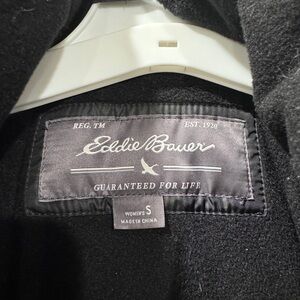 REG. TM EST. 1920
Eddie Bauer
GUARANTEED FOR LIFE
WOMEN'S S
MADE IN CHINA